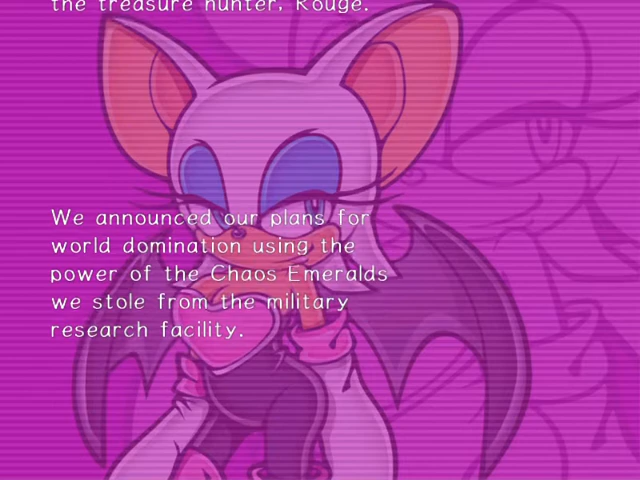 the treasure hunter, Rouge.
We announced our plans for
world domination using the
power of the Chaos Emeralds
we stole from the military
research facility.